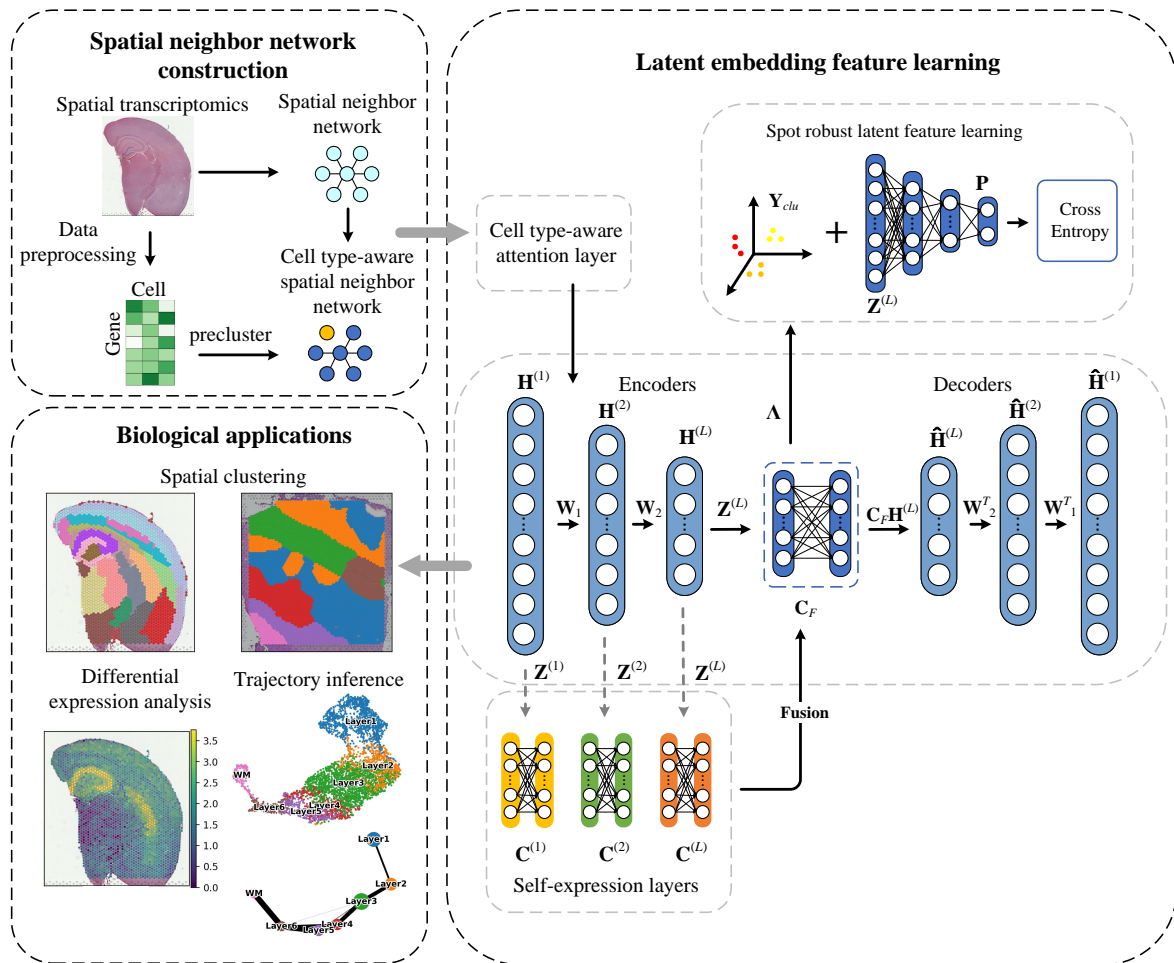 Spatial neighbor network
construction
Spatial transcriptomics
Spatial neighbor
network
Data
preprocessing
Cell type-aware
spatial neighbor
network
Cell
Gene
precluster
Biological applications
Spatial clustering
Differential
expression analysis
3.5
3.0
2.5
2.0
1.5
1.0
0.5
0.0
Trajectory inference
Layer1
Layer2
Layer3
WM
Layer4
Layer5
Layer6
Layer1
Layer2
WM
Layer3
Layer4
Layer5
Layer6
Latent embedding feature learning
Spot robust latent feature learning
Y_clu
+
P
Z^(L)
Cross
Entropy
Cell type-aware
attention layer
Encoders
Decoders
H^(1)
H^(2)
H^(L)
Λ
Ĥ^(L)
Ĥ^(2)
Ĥ^(1)
W_1
W_2
Z^(L)
C_F H^(L)
W^T_2
W^T_1
C_F
Z^(1)
Z^(2)
Z^(L)
Fusion
C^(1)
C^(2)
C^(L)
Self-expression layers